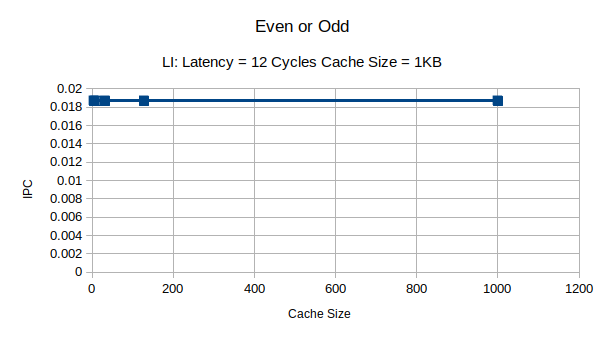 Even or Odd
LI: Latency = 12 Cycles Cache Size = 1KB
0.02
0.018
0.016
0.014
0.012
0.01
0.008
0.006
0.004
0.002
0
IPC
0 200 400 600 800 1000 1200
Cache Size